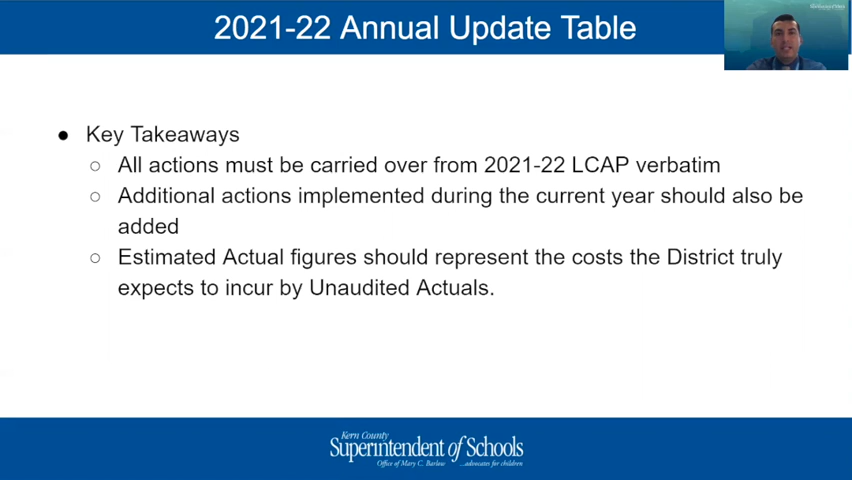 2021-22 Annual Update Table
● Key Takeaways
○ All actions must be carried over from 2021-22 LCAP verbatim
○ Additional actions implemented during the current year should also be
added
○ Estimated Actual figures should represent the costs the District truly
expects to incur by Unaudited Actuals.
Kern County
Superintendent of Schools
Office of Mary C. Barlow ...advocates for children